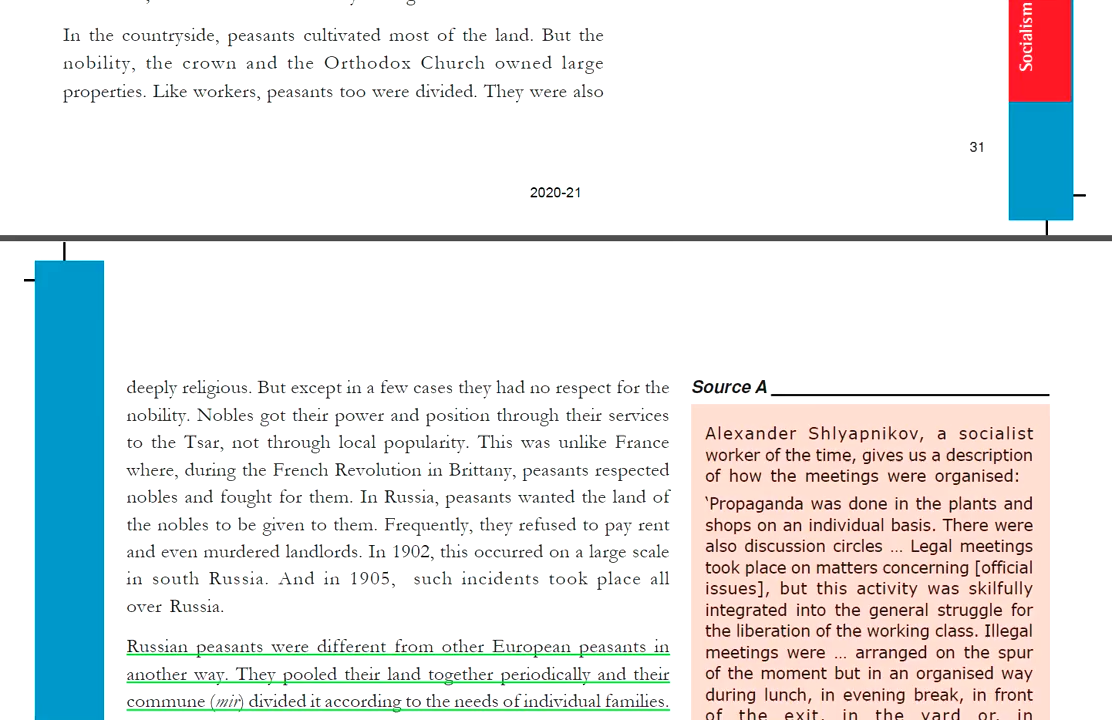 In the countryside, peasants cultivated most of the land. But the
nobility, the crown and the Orthodox Church owned large
properties. Like workers, peasants too were divided. They were also
Socialism
31
2020-21
deeply religious. But except in a few cases they had no respect for the
nobility. Nobles got their power and position through their services
to the Tsar, not through local popularity. This was unlike France
where, during the French Revolution in Brittany, peasants respected
nobles and fought for them. In Russia, peasants wanted the land of
the nobles to be given to them. Frequently, they refused to pay rent
and even murdered landlords. In 1902, this occurred on a large scale
in south Russia. And in 1905, such incidents took place all
over Russia.
Russian peasants were different from other European peasants in
another way. They pooled their land together periodically and their
commune (mir) divided it according to the needs of individual families.
Source A
Alexander Shlyapnikov, a socialist
worker of the time, gives us a description
of how the meetings were organised:
‘Propaganda was done in the plants and
shops on an individual basis. There were
also discussion circles … Legal meetings
took place on matters concerning [official
issues], but this activity was skilfully
integrated into the general struggle for
the liberation of the working class. Illegal
meetings were … arranged on the spur
of the moment but in an organised way
during lunch, in evening break, in front
of the exit, in the yard or, in